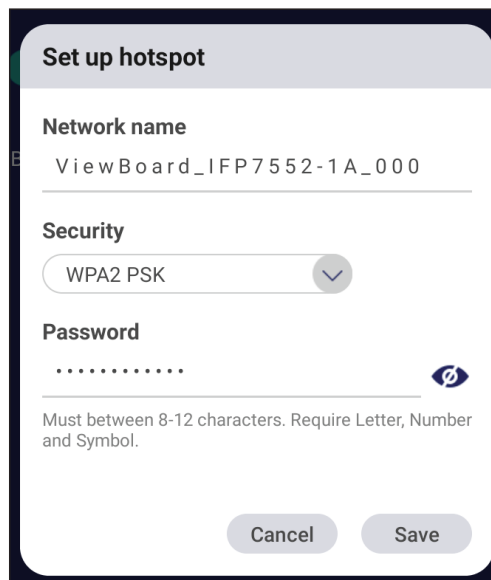 Set up hotspot
Network name
ViewBoard_IFP7552-1A_000
Security
WPA2 PSK
Password
••••••••••••
Must between 8-12 characters. Require Letter, Number
and Symbol.
Cancel
Save